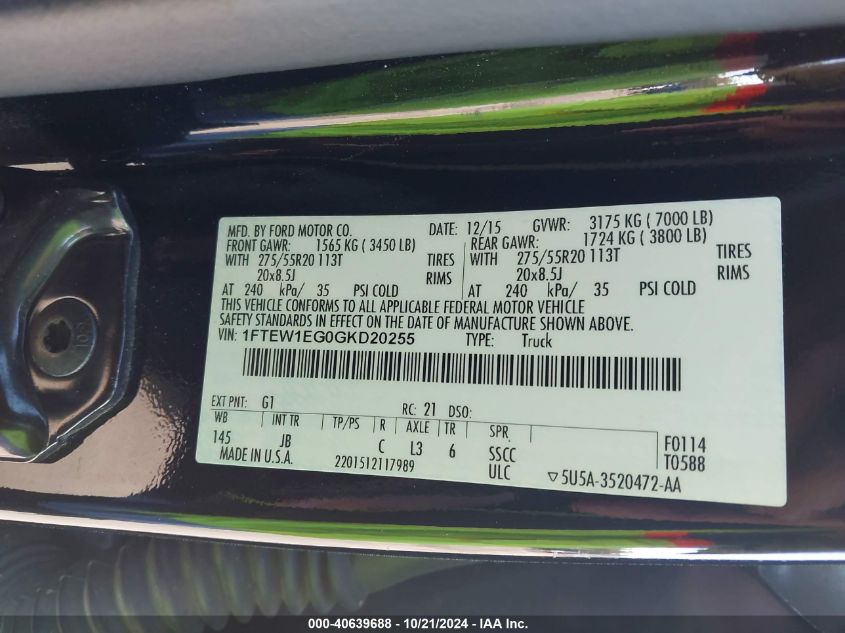 MFD. BY FORD MOTOR CO. DATE: 12/15 GVWR: 3175 KG ( 7000 LB)
FRONT GAWR: 1565 KG ( 3450 LB) REAR GAWR: 1724 KG ( 3800 LB)
WITH 275/55R20 113T TIRES WITH 275/55R20 113T TIRES
20x8.5J RIMS 20x8.5J RIMS
AT 240 kPa/ 35 PSI COLD AT 240 kPa/ 35 PSI COLD
THIS VEHICLE CONFORMS TO ALL APPLICABLE FEDERAL MOTOR VEHICLE
SAFETY STANDARDS IN EFFECT ON THE DATE OF MANUFACTURE SHOWN ABOVE.
VIN: 1FTEW1EG0GKD20255 TYPE: Truck
EXT PNT: G1 RC: 21 DSO:
WB INT TR TP/PS R AXLE TR SPR
145 JB C L3 6 SSCC F0114
MADE IN U.S.A. 2201512117989 ULC T0588
▽5U5A-3520472-AA
000-40639688 - 10/21/2024 - IAA Inc.